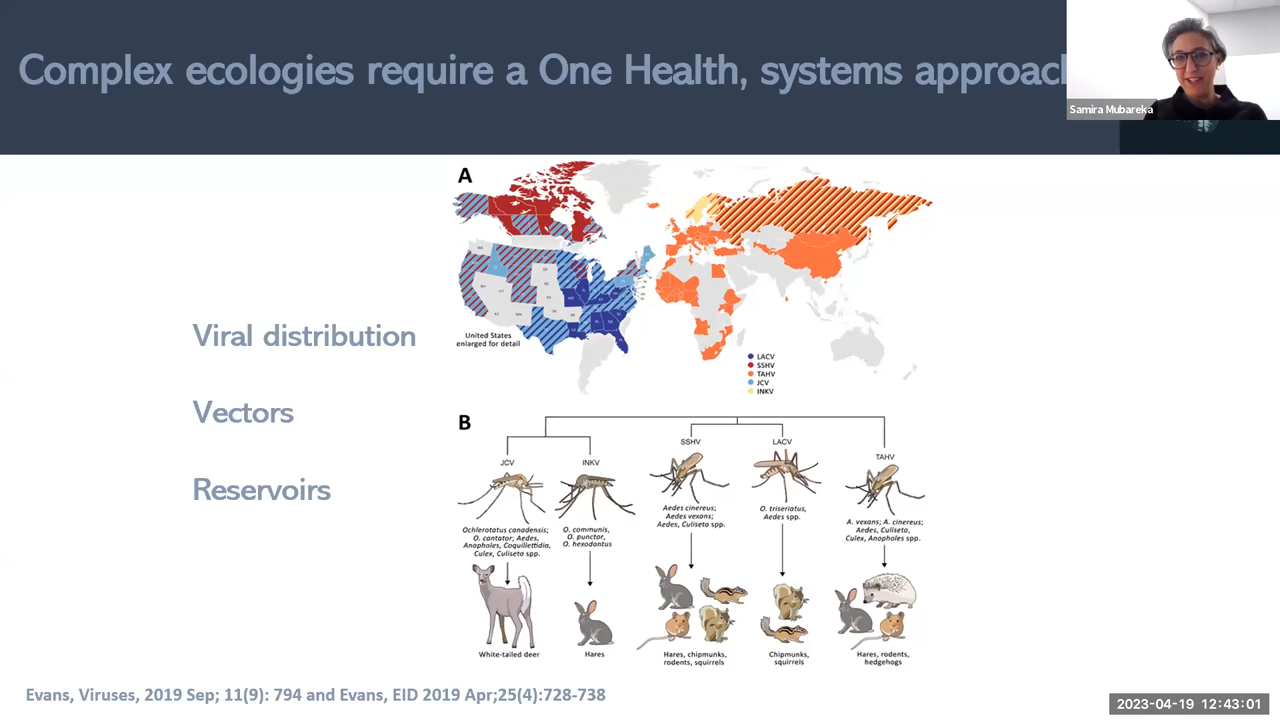 Complex ecologies require a One Health, systems approach
Samira Mubareka
A
United States
enlarged for detail
LACV
SSHV
TAHV
JCV
INKV
Viral distribution
Vectors
Reservoirs
B
JCV
INKV
SSHV
LACV
TAHV
Ochlerotatus canadensis;
O. cantator; Aedes,
Anopholes, Coquillettidia,
Culex, Culiseta spp.
O. communis,
O. punctor,
O. hexodontus
Aedes cinereus;
Aedes vexans;
Aedes, Culiseta spp.
O. triseriatus,
Aedes spp.
A. vexans; A. cinereus;
Aedes, Culiseta,
Culex, Anopholes spp.
White-tailed deer
Hares
Hares, chipmunks,
rodents, squirrels
Chipmunks,
squirrels
Hares, rodents,
hedgehogs
Evans, Viruses, 2019 Sep; 11(9): 794 and Evans, EID 2019 Apr;25(4):728-738
2023-04-19 12:43:01